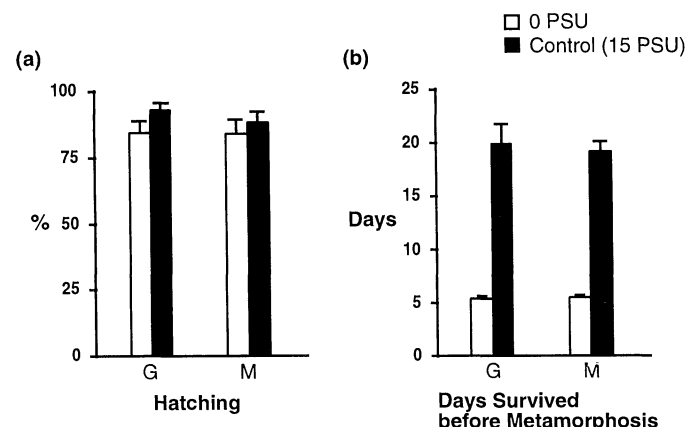 0 PSU
Control (15 PSU)
(a)
(b)
100
75
50
25
0
%
G
M
Hatching
25
20
15
10
5
0
Days
G
M
Days Survived
before Metamorphosis